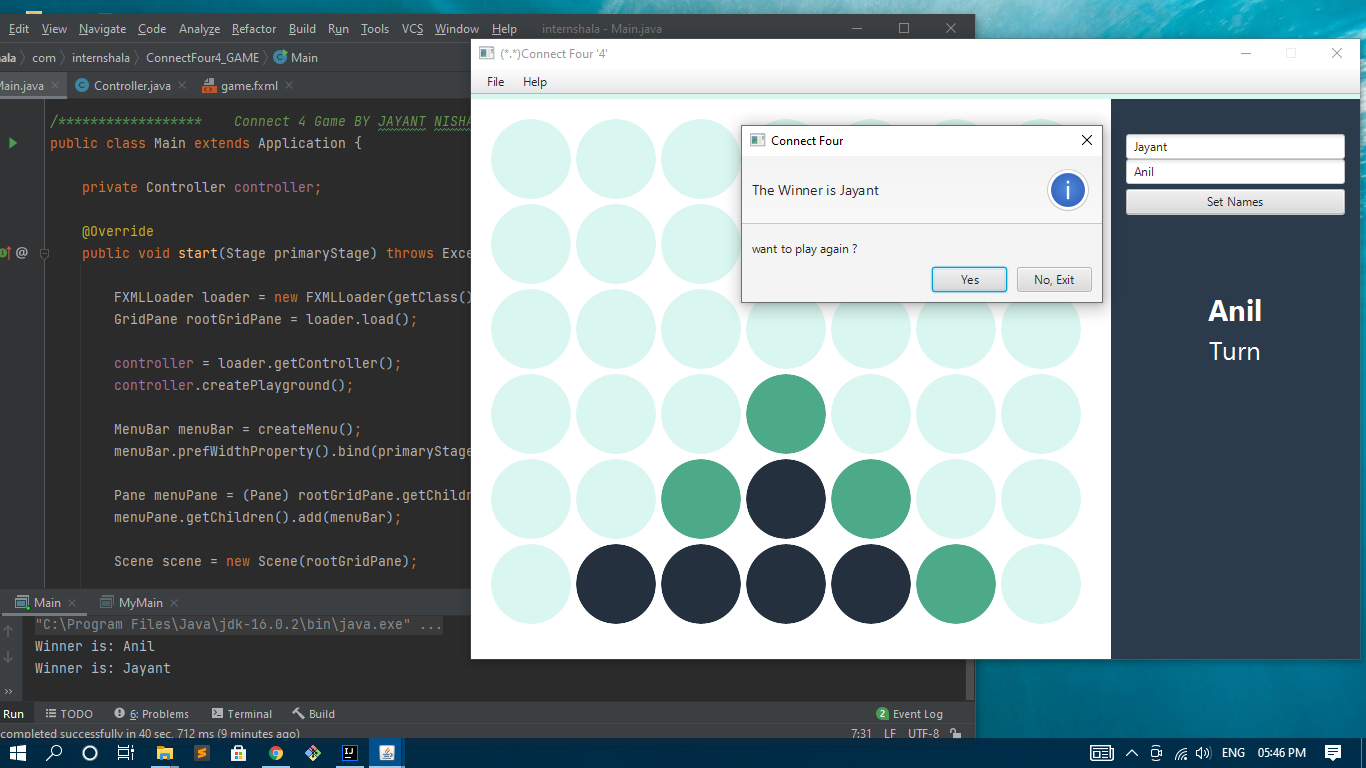 Edit View Navigate Code Analyze Refactor Build Run Tools VCS Window Help internshala - Main.java
ala com internshala ConnectFour4_GAME Main
Main.java Controller.java game.fxml
/****************** Connect 4 Game BY JAYANT NISHA
public class Main extends Application {
private Controller controller;
@Override
@ public void start(Stage primaryStage) throws Exce
FXMLLoader loader = new FXMLLoader(getClass()
GridPane rootGridPane = loader.load();
controller = loader.getController();
controller.createPlayground();
MenuBar menuBar = createMenu();
menuBar.prefWidthProperty().bind(primaryStage
Pane menuPane = (Pane) rootGridPane.getChildr
menuPane.getChildren().add(menuBar);
Scene scene = new Scene(rootGridPane);
Main MyMain
"C:\Program Files\Java\jdk-16.0.2\bin\java.exe" ...
Winner is: Anil
Winner is: Jayant
Run TODO 6: Problems Terminal Build 2 Event Log
completed successfully in 40 sec, 712 ms (9 minutes ago) 7:31 LF UTF-8
(*.*)Connect Four '4'
File Help
Connect Four
The Winner is Jayant
want to play again ?
Yes No, Exit
Jayant
Anil
Set Names
Anil
Turn
ENG 05:46 PM